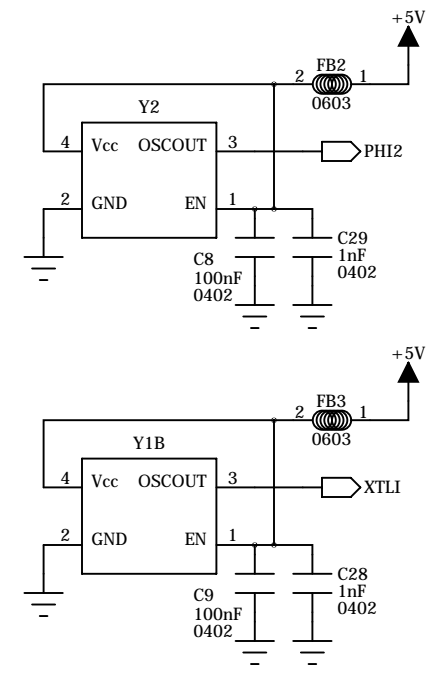 +5V
FB2
2 1
0603
Y2
4 Vcc OSCOUT 3 PHI2
2 GND EN 1
C8
100nF
0402
C29
1nF
0402
+5V
FB3
2 1
0603
Y1B
4 Vcc OSCOUT 3 XTLI
2 GND EN 1
C9
100nF
0402
C28
1nF
0402